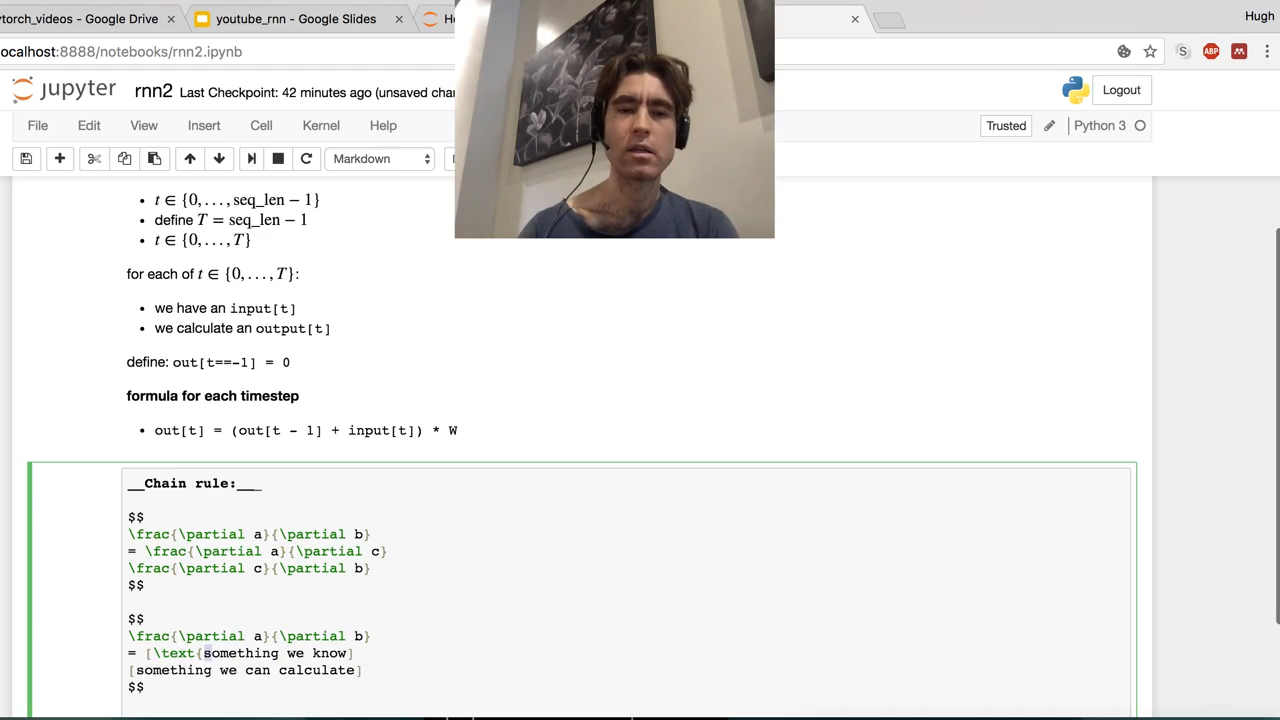 ytorch_videos - Google Drive × youtube_rnn - Google Slides × ×
Hugh
ocalhost:8888/notebooks/rnn2.ipynb
S ABP
jupyter rnn2 Last Checkpoint: 42 minutes ago (unsaved
Logout
File Edit View Insert Cell Kernel Help
Trusted Python 3
Markdown
• t ∈ {0, . . . , seq_len − 1}
• define T = seq_len − 1
• t ∈ {0, . . . , T}
for each of t ∈ {0, . . . , T}:
• we have an input[t]
• we calculate an output[t]
define: out[t==-1] = 0
formula for each timestep
• out[t] = (out[t - 1] + input[t]) * W
__Chain rule:__
$$
\frac{\partial a}{\partial b}
= \frac{\partial a}{\partial c}
\frac{\partial c}{\partial b}
$$
$$
\frac{\partial a}{\partial b}
= [\text{something we know]
[something we can calculate]
$$